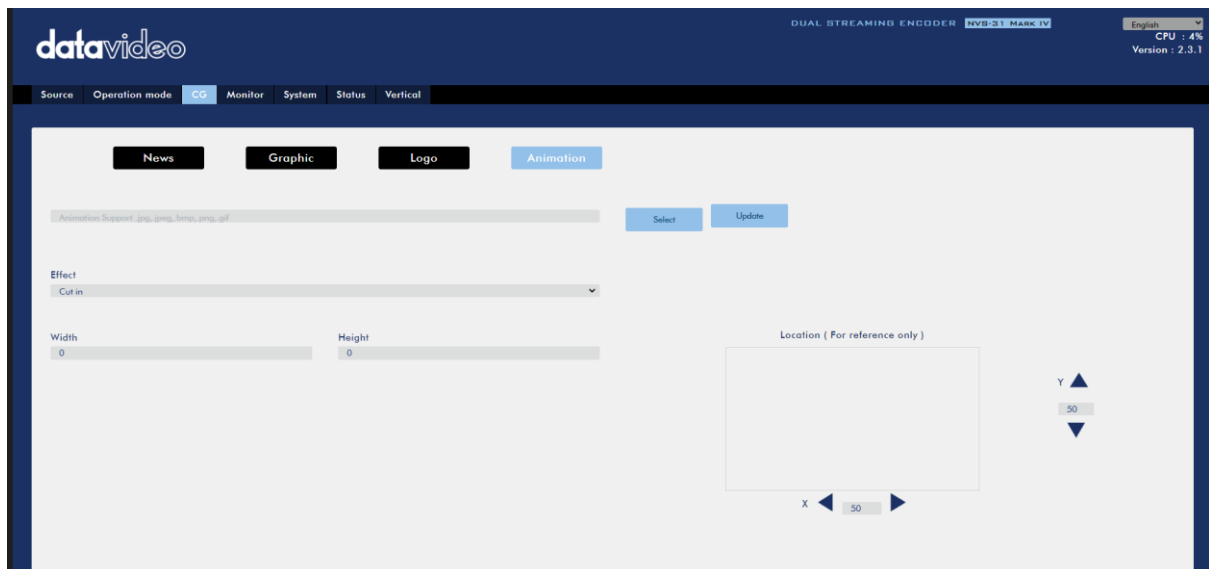 DUAL STREAMING ENCODER NVS-31 MARK IV
English
CPU : 4%
Version : 2.3.1
datavideo
Source Operation mode CG Monitor System Status Vertical
News Graphic Logo Animation
Animation Support .jpg, .jpeg, .bmp, .png, .gif
Select Update
Effect
Cut in
Width Height
0 0
Location ( For reference only )
Y
50
X 50